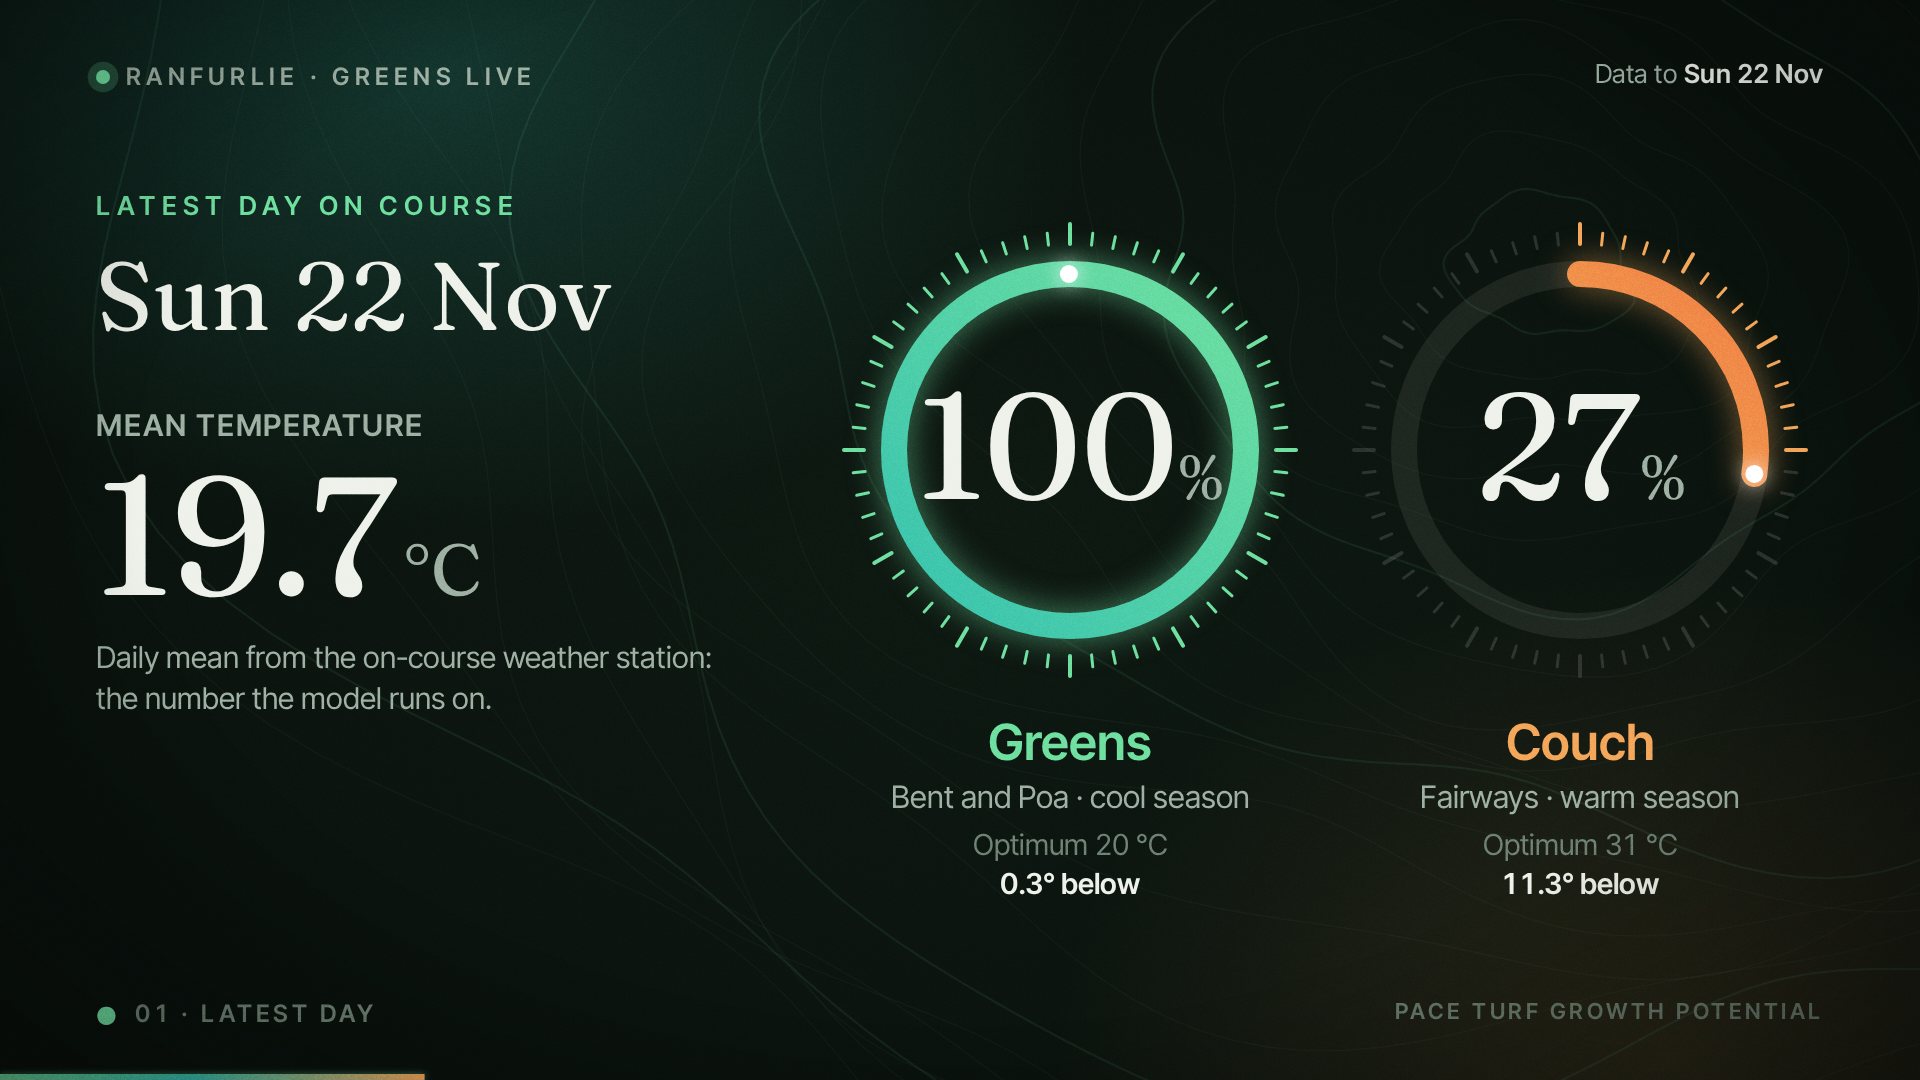 RANFURLIE · GREENS LIVE
Data to Sun 22 Nov
LATEST DAY ON COURSE
Sun 22 Nov
MEAN TEMPERATURE
19.7 °C
Daily mean from the on-course weather station:
the number the model runs on.
100%
Greens
Bent and Poa · cool season
Optimum 20 °C
0.3° below
27%
Couch
Fairways · warm season
Optimum 31 °C
11.3° below
01 · LATEST DAY
PACE TURF GROWTH POTENTIAL